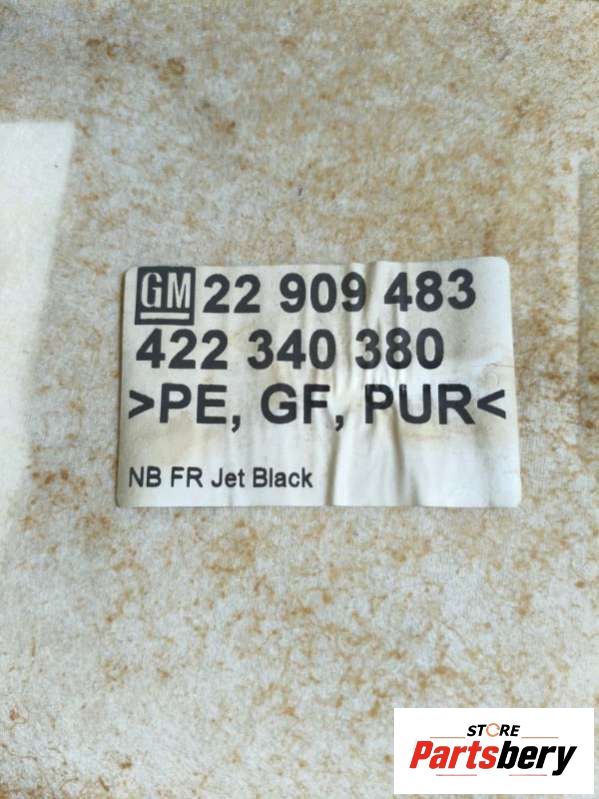 GM 22 909 483
422 340 380
>PE, GF, PUR<
NB FR Jet Black
STORE
Partsbery